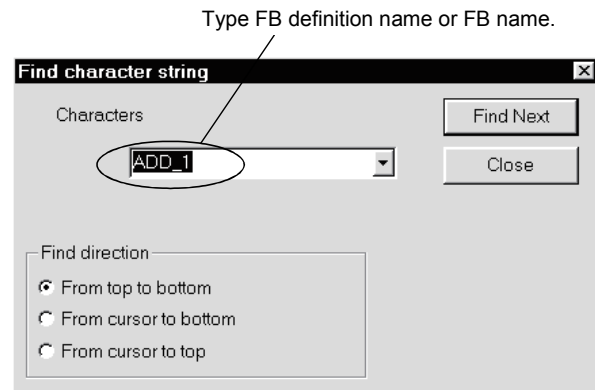 Type FB definition name or FB name.
Find character string
Characters
Find Next
ADD_1
Close
Find direction
From top to bottom
From cursor to bottom
From cursor to top